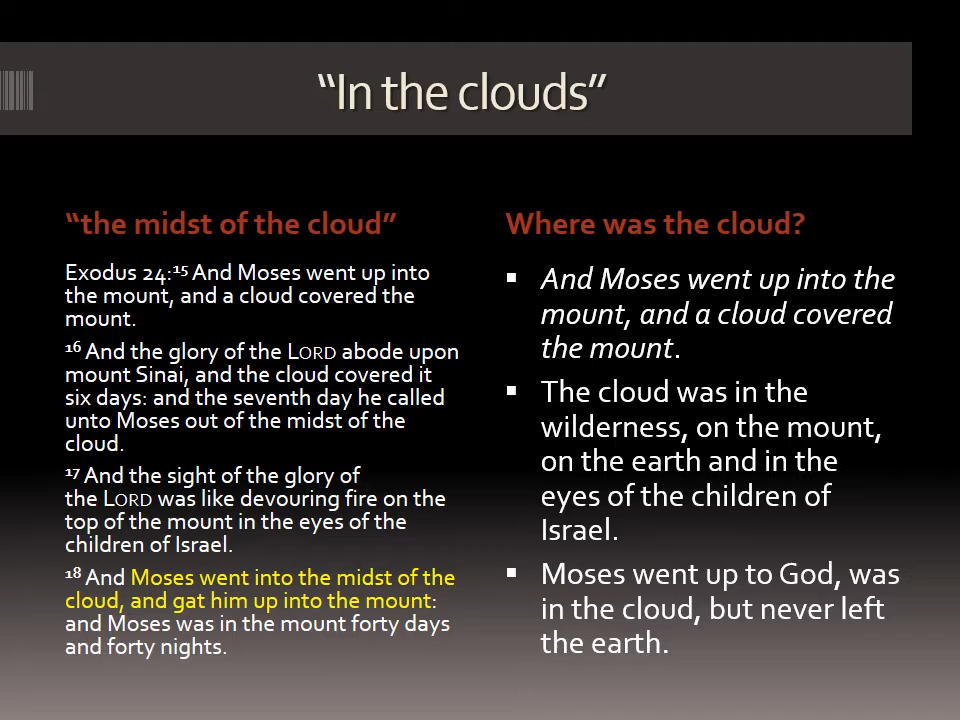 “In the clouds”
“the midst of the cloud”
Exodus 24:15 And Moses went up into
the mount, and a cloud covered the
mount.
16 And the glory of the LORD abode upon
mount Sinai, and the cloud covered it
six days: and the seventh day he called
unto Moses out of the midst of the
cloud.
17 And the sight of the glory of
the LORD was like devouring fire on the
top of the mount in the eyes of the
children of Israel.
18 And Moses went into the midst of the
cloud, and gat him up into the mount:
and Moses was in the mount forty days
and forty nights.
Where was the cloud?
▪ And Moses went up into the
mount, and a cloud covered
the mount.
▪ The cloud was in the
wilderness, on the mount,
on the earth and in the
eyes of the children of
Israel.
▪ Moses went up to God, was
in the cloud, but never left
the earth.